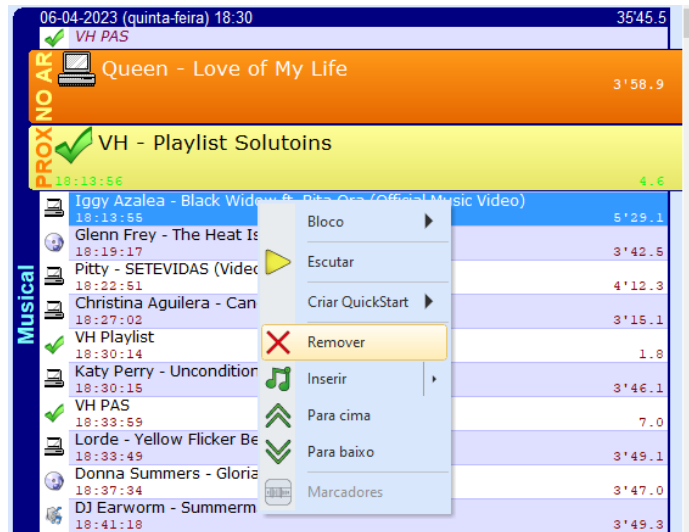 06-04-2023 (quinta-feira) 18:30 35'45.5
VH PAS
NO AR
Queen - Love of My Life
3'58.9
PROX
VH - Playlist Solutoins
18:13:56 4.6
Musical
Iggy Azalea - Black Widow ft. Rita Ora (Official Music Video)
18:13:55 5'29.1
Glenn Frey - The Heat Is
18:19:17 3'42.5
Pitty - SETEVIDAS (Videc
18:22:51 4'12.3
Christina Aguilera - Can
18:27:02 3'15.1
VH Playlist
18:30:14 1.8
Katy Perry - Uncondition
18:30:15 3'46.1
VH PAS
18:33:59 7.0
Lorde - Yellow Flicker Be
18:33:49 3'49.1
Donna Summers - Gloria
18:37:34 3'47.0
DJ Earworm - Summerm
18:41:18 3'49.3
Bloco
Escutar
Criar QuickStart
Remover
Inserir
Para cima
Para baixo
Marcadores